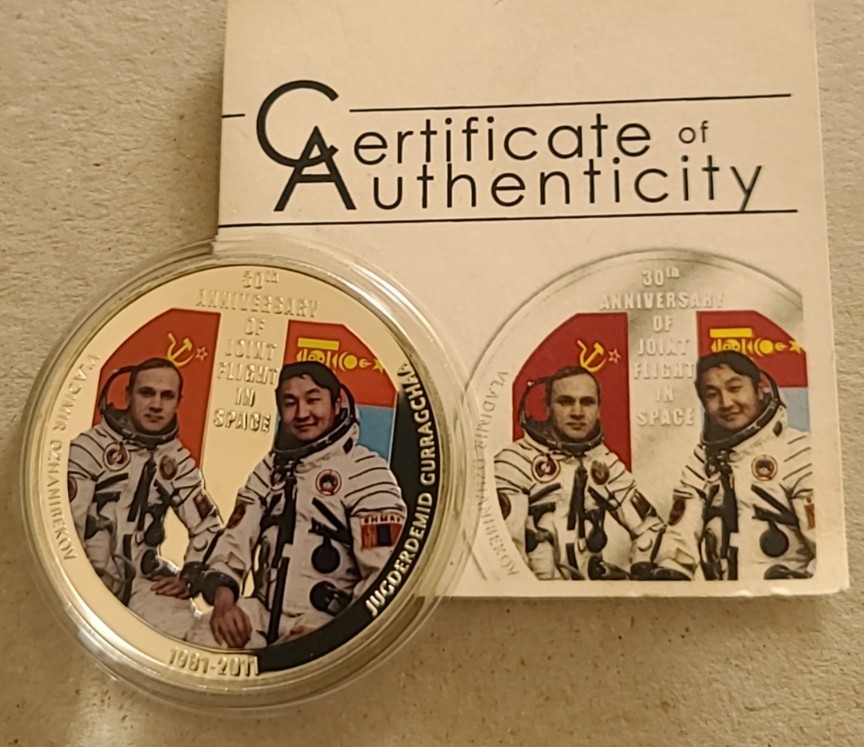 Certificate of
Authenticity
30th
ANNIVERSARY
OF
JOINT
FLIGHT
IN
SPACE
VLADIMIR DZHANIBEKOV
JUGDERDEMID GURRAGCHAA
БНМАУ
1981-2011
30th
ANNIVERSARY
OF
JOINT
FLIGHT
IN
SPACE
VLADIMIR DZHANIBEKOV